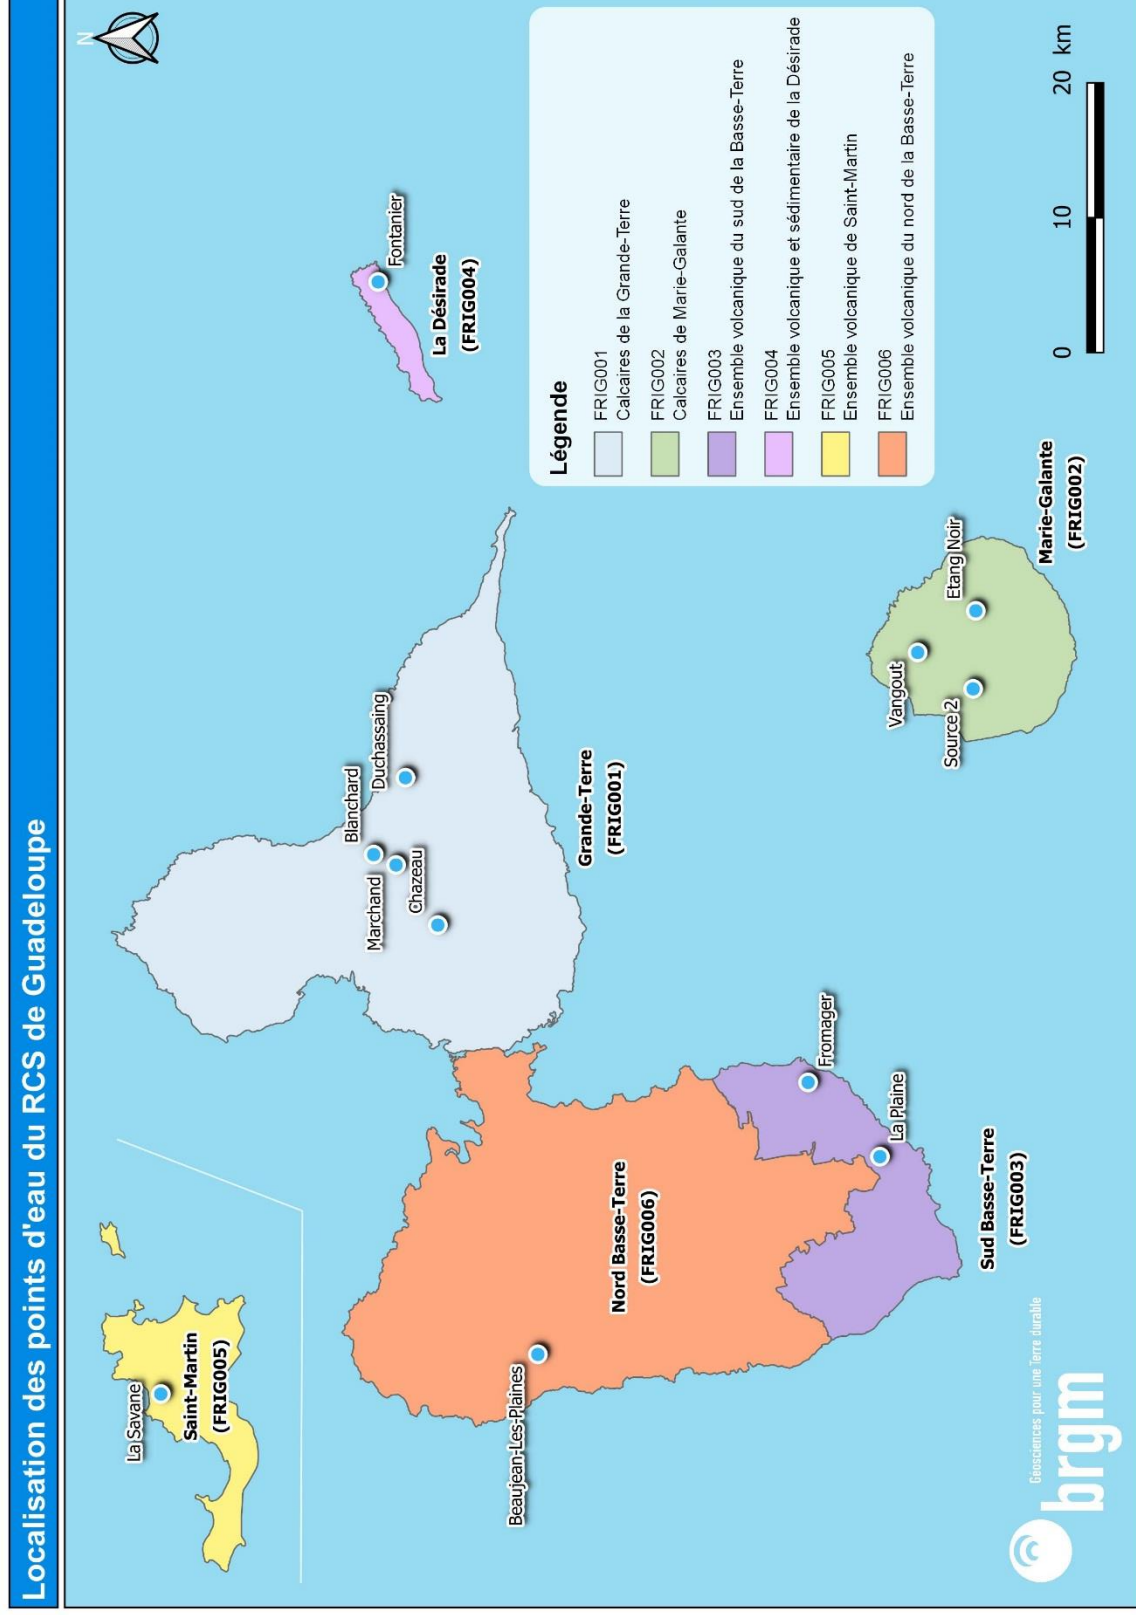 Localisation des points d'eau du RCS de Guadeloupe
N
La Savane
Saint-Martin
(FRIG005)
Blanchard
Duchassaing
Marchand
Chazeau
Grande-Terre
(FRIG001)
Fontanier
La Désirade
(FRIG004)
Beaujean-Les-Plaines
Nord Basse-Terre
(FRIG006)
Fromager
La Plaine
Sud Basse-Terre
(FRIG003)
Vangout
Etang Noir
Source 2
Marie-Galante
(FRIG002)
Légende
FRIG001
Calcaires de la Grande-Terre
FRIG002
Calcaires de Marie-Galante
FRIG003
Ensemble volcanique du sud de la Basse-Terre
FRIG004
Ensemble volcanique et sédimentaire de la Désirade
FRIG005
Ensemble volcanique de Saint-Martin
FRIG006
Ensemble volcanique du nord de la Basse-Terre
0 10 20 km
Géosciences pour une Terre durable
brgm